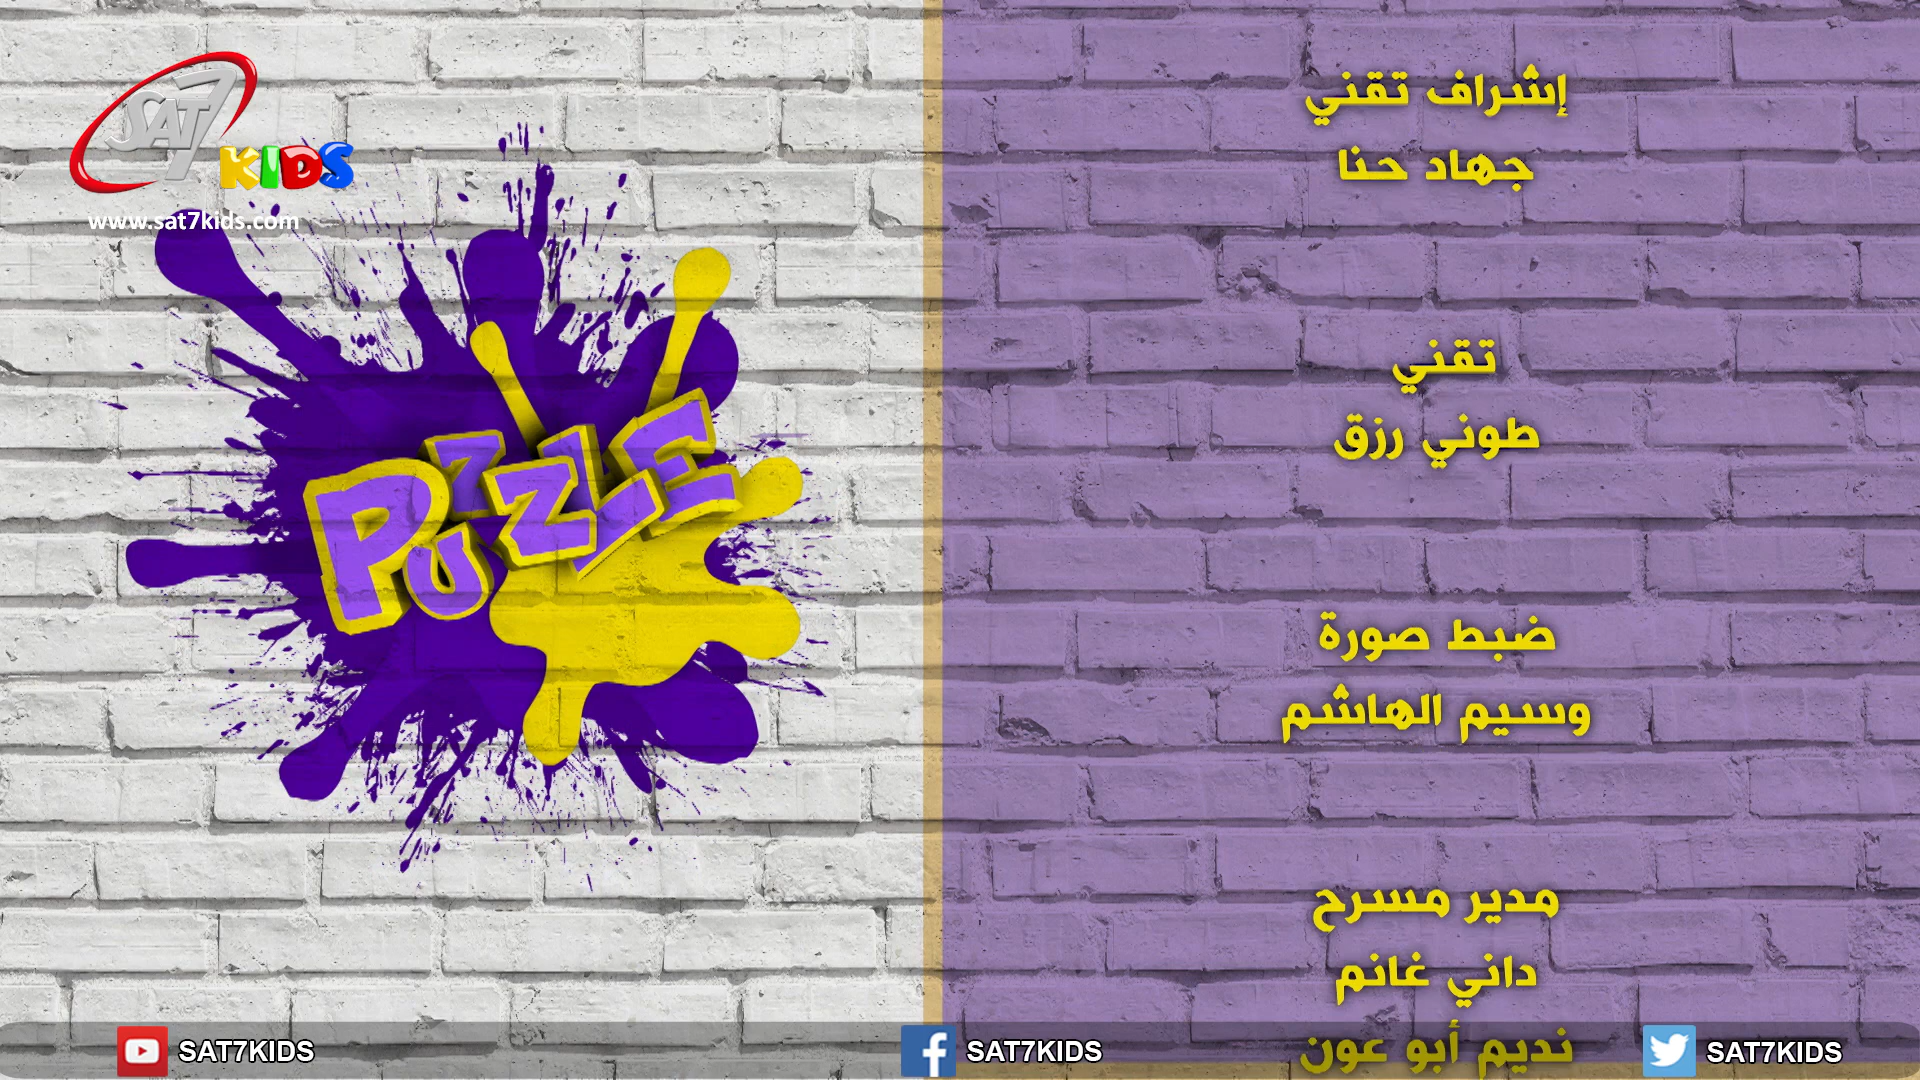 SAT7
KIDS
www.sat7kids.com
PUZZLE
إشراف تقني
جهاد حنا
تقني
طوني رزق
ضبط صورة
وسيم الهاشم
مدير مسرح
داني غانم
نديم أبو عون
SAT7KIDS
SAT7KIDS
SAT7KIDS